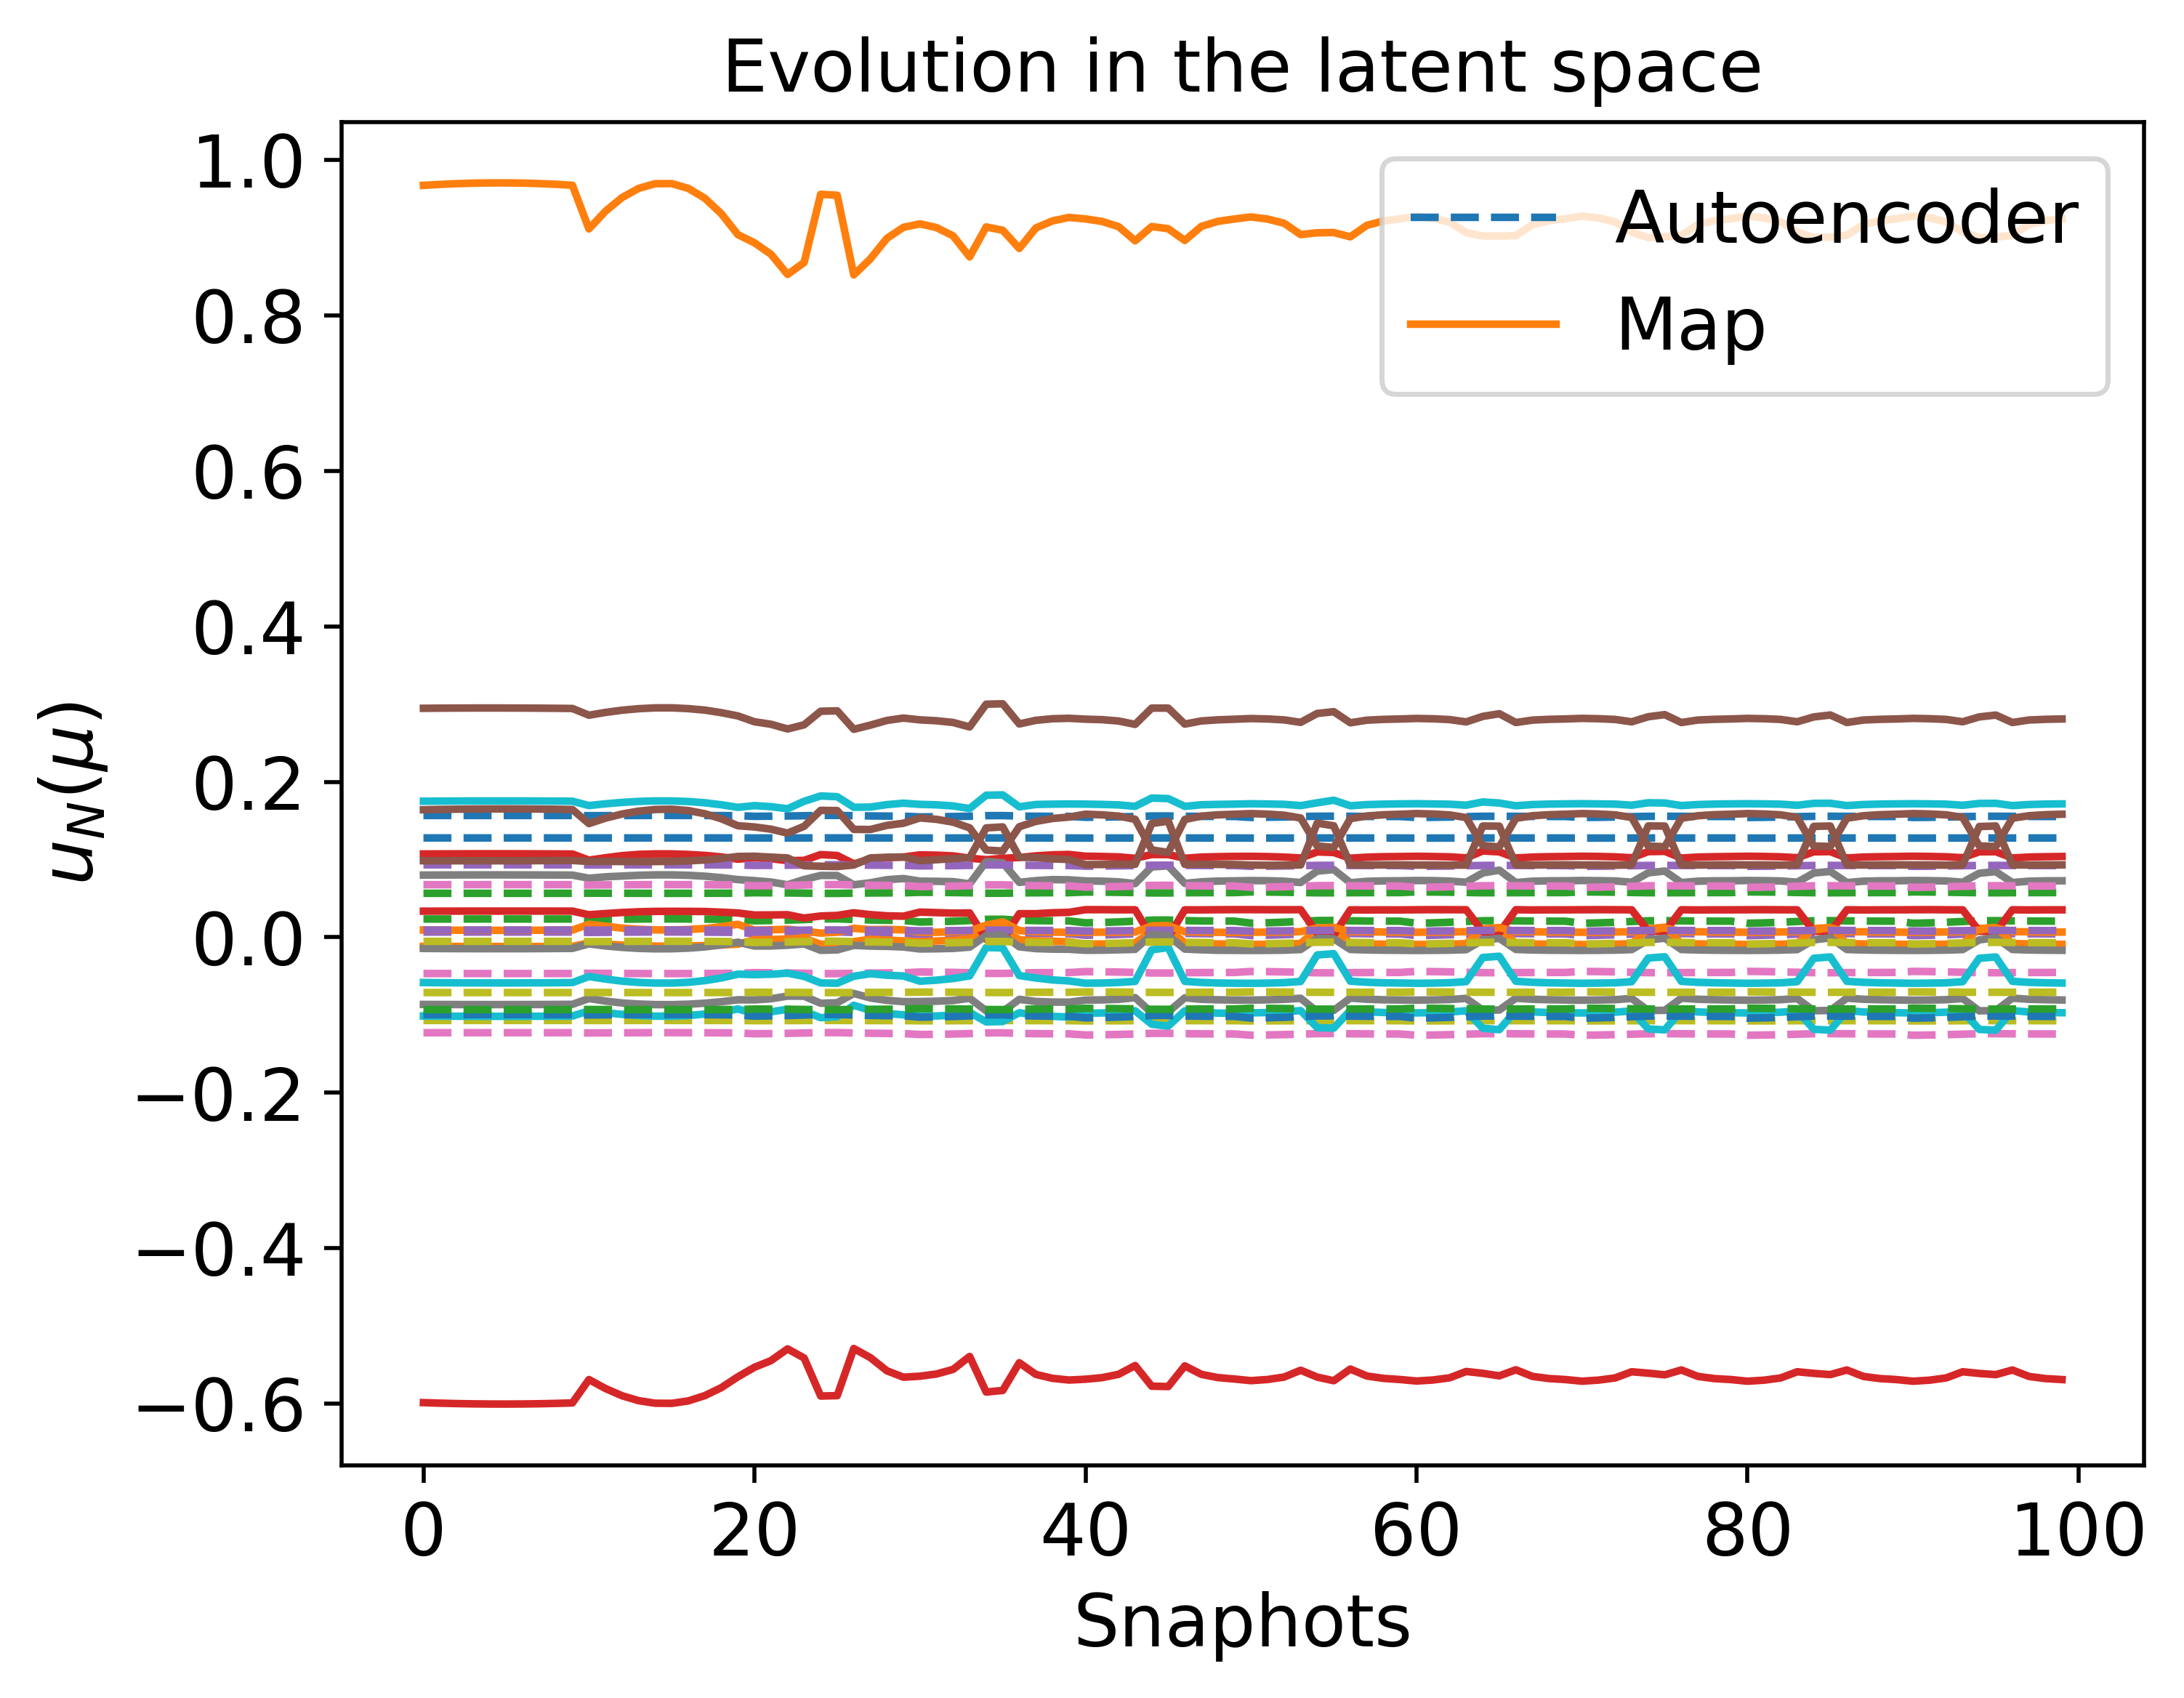 Evolution in the latent space
1.0
0.8
0.6
0.4
0.2
0.0
−0.2
−0.4
−0.6
u_N(μ)
Autoencoder
Map
0 20 40 60 80 100
Snaphots